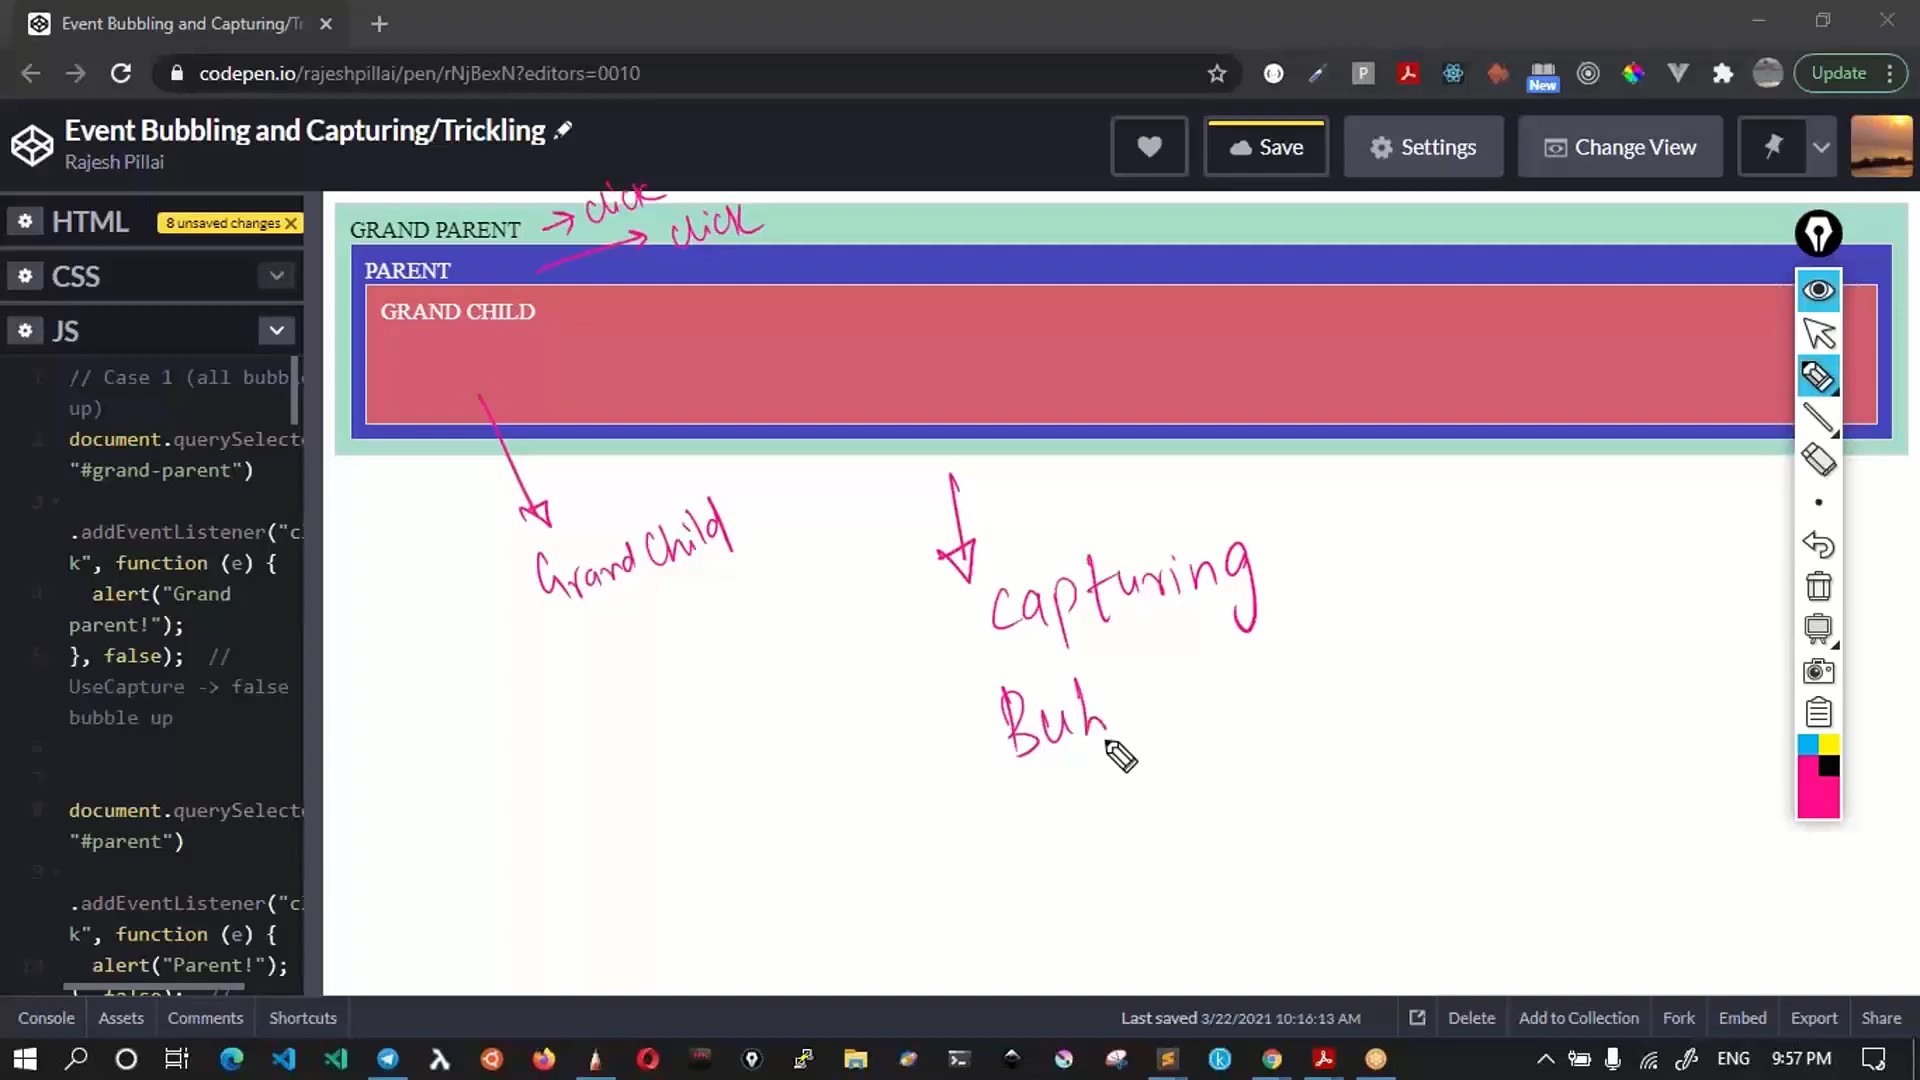 Event Bubbling and Capturing/Tr
codepen.io/rajeshpillai/pen/rNjBexN?editors=0010
P
New
Update
Event Bubbling and Capturing/Trickling
Rajesh Pillai
Save
Settings
Change View
HTML
8 unsaved changes
CSS
JS
// Case 1 (all bubb
up)
document.querySelect
"#grand-parent")
.addEventListener("c
k", function (e) {
alert("Grand
parent!");
}, false); //
UseCapture -> false
bubble up
document.querySelect
"#parent")
.addEventListener("c
k", function (e) {
alert("Parent!");
GRAND PARENT
click
click
PARENT
GRAND CHILD
Grand Child
Capturing
Buh
Console
Assets
Comments
Shortcuts
Last saved 3/22/2021 10:16:13 AM
Delete
Add to Collection
Fork
Embed
Export
Share
ENG
9:57 PM